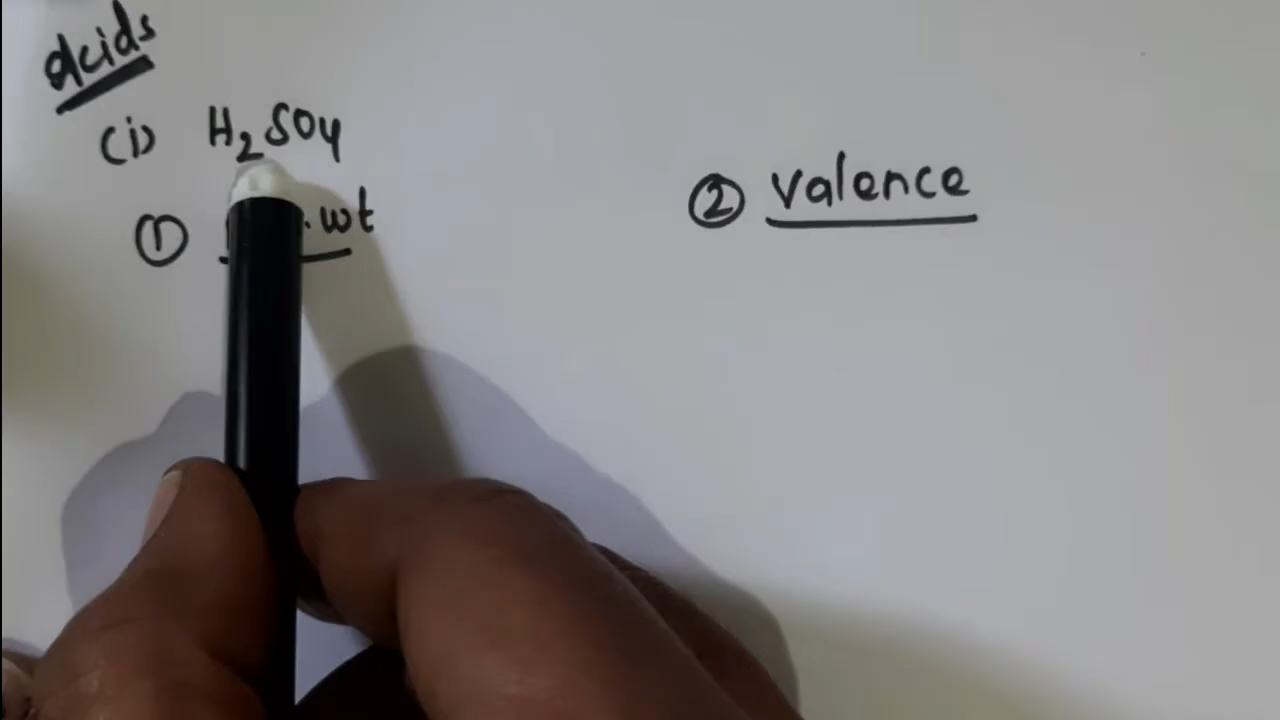 acids
(i) H₂SO4
① .wt
② valence